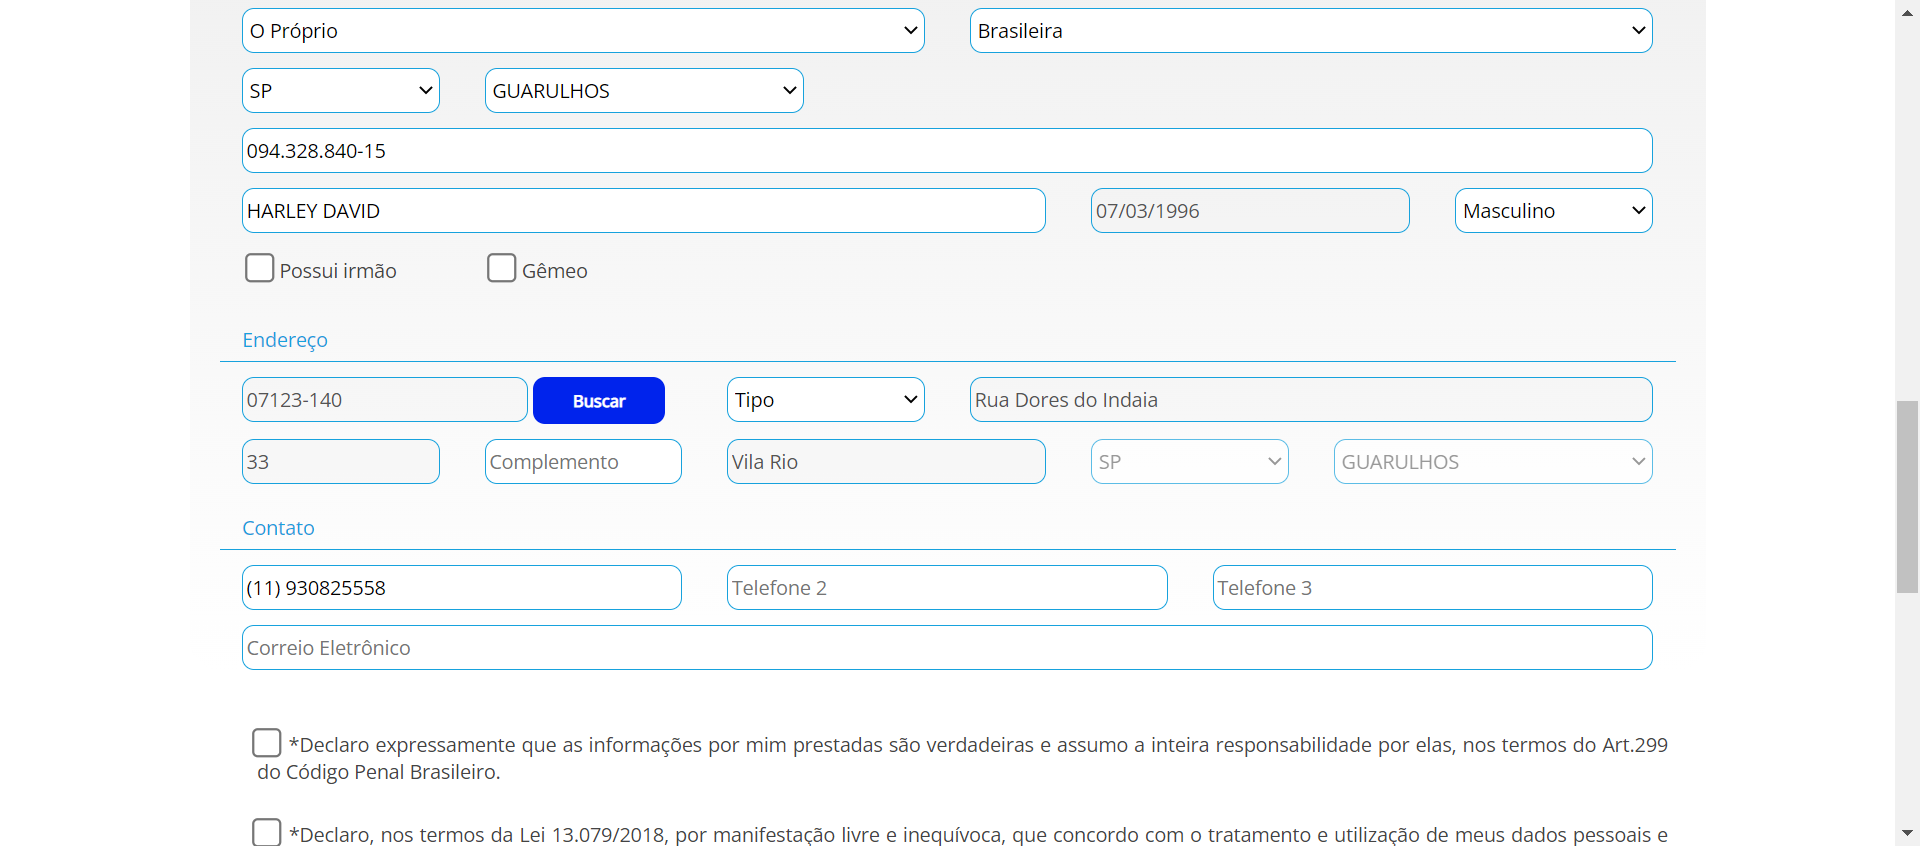 O Próprio Brasileira
SP GUARULHOS
094.328.840-15
HARLEY DAVID 07/03/1996 Masculino
Possui irmão Gêmeo
Endereço
07123-140 Buscar Tipo Rua Dores do Indaia
33 Complemento Vila Rio SP GUARULHOS
Contato
(11) 930825558 Telefone 2 Telefone 3
Correio Eletrônico
*Declaro expressamente que as informações por mim prestadas são verdadeiras e assumo a inteira responsabilidade por elas, nos termos do Art.299
do Código Penal Brasileiro.
*Declaro, nos termos da Lei 13.079/2018, por manifestação livre e inequívoca, que concordo com o tratamento e utilização de meus dados pessoais e